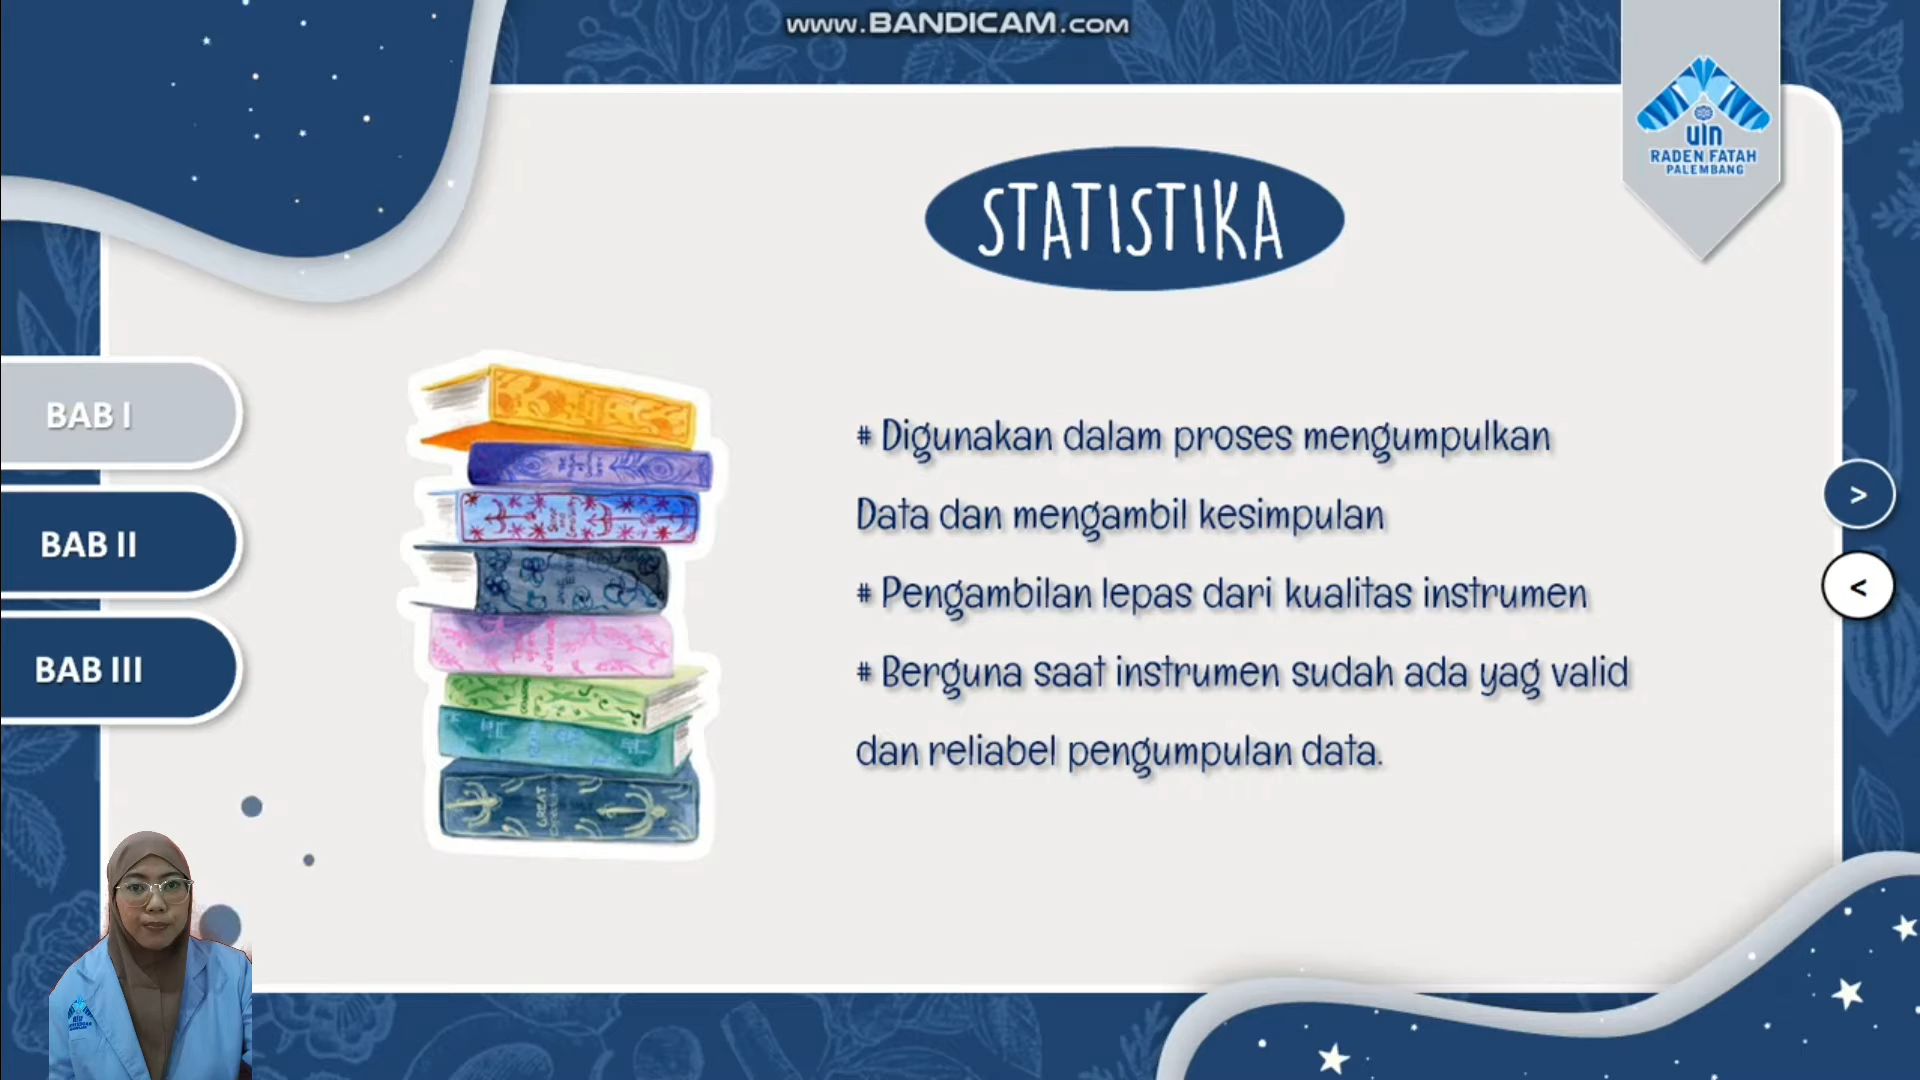 www.BANDICAM.COM
uin
RADEN FATAH
PALEMBANG
STATISTIKA
BAB I
BAB II
BAB III
# Digunakan dalam proses mengumpulkan
Data dan mengambil kesimpulan
# Pengambilan lepas dari kualitas instrumen
# Berguna saat instrumen sudah ada yag valid
dan reliabel pengumpulan data.
>
<
GREAT